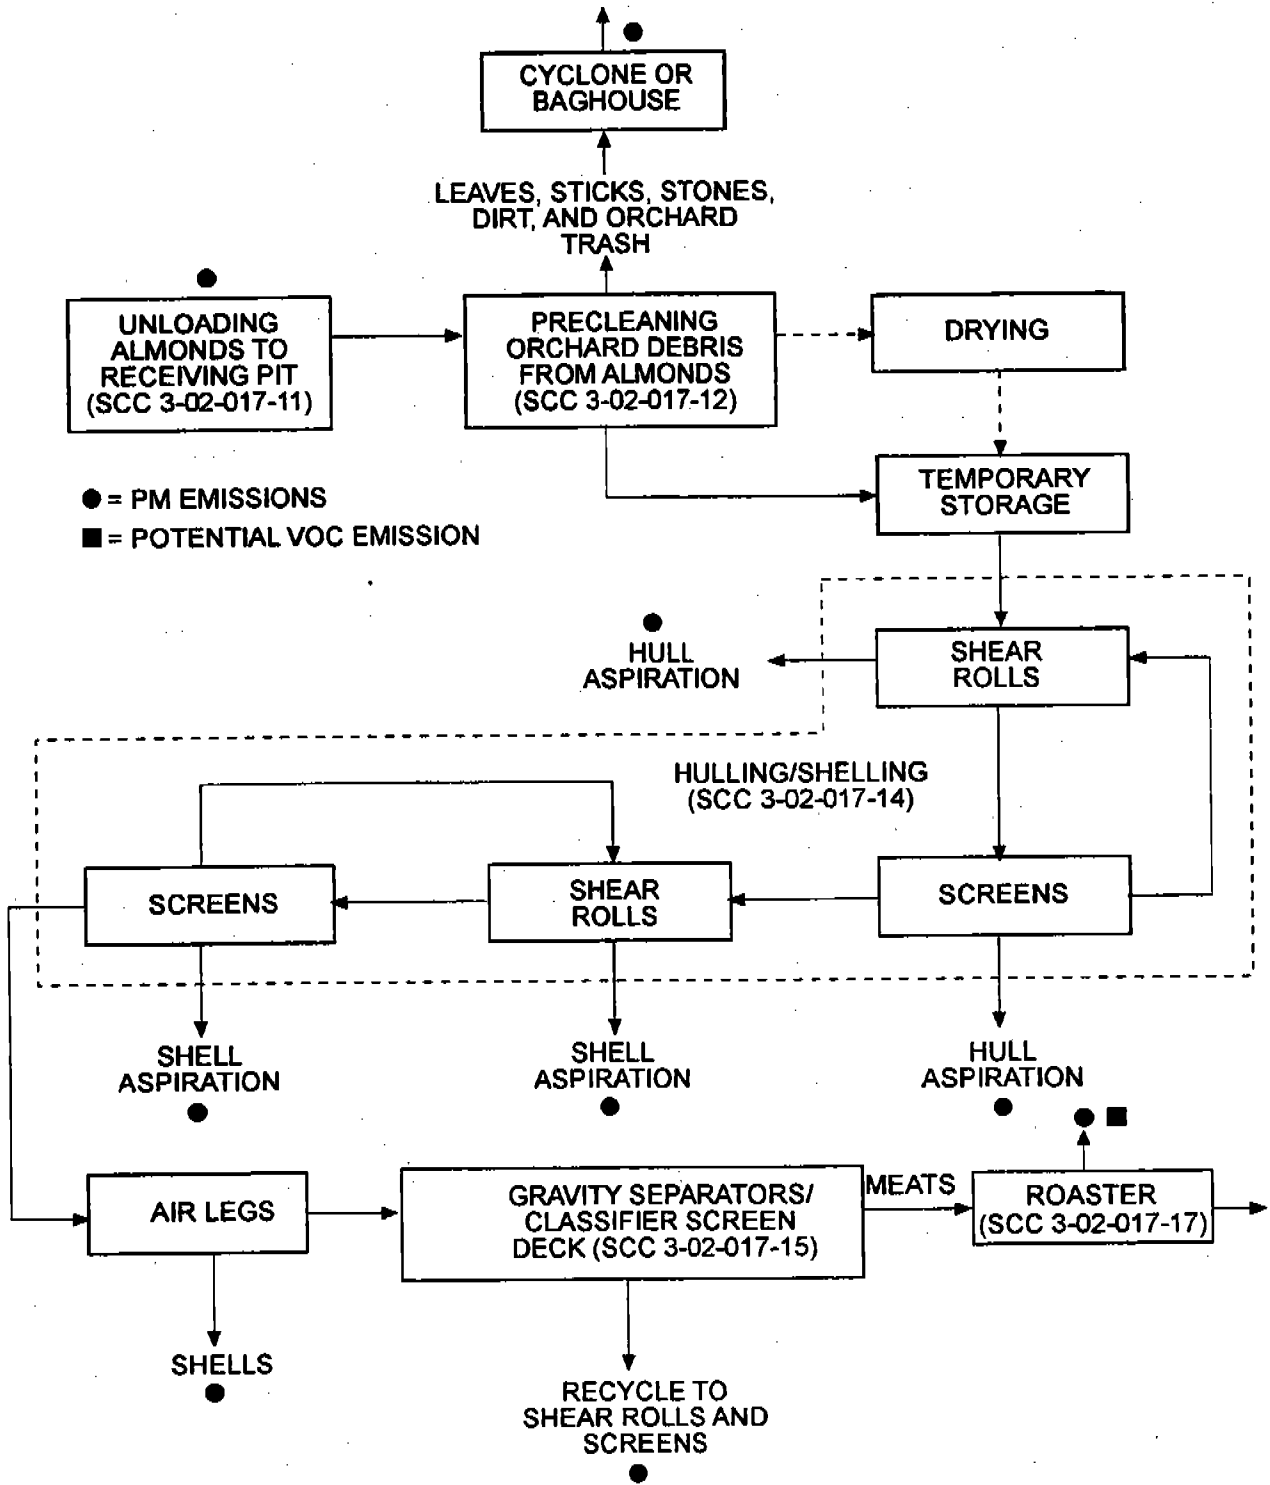 CYCLONE OR
BAGHOUSE
LEAVES, STICKS, STONES,
DIRT, AND ORCHARD
TRASH
UNLOADING
ALMONDS TO
RECEIVING PIT
(SCC 3-02-017-11)
PRECLEANING
ORCHARD DEBRIS
FROM ALMONDS
(SCC 3-02-017-12)
DRYING
TEMPORARY
STORAGE
= PM EMISSIONS
= POTENTIAL VOC EMISSION
HULL
ASPIRATION
SHEAR
ROLLS
HULLING/SHELLING
(SCC 3-02-017-14)
SCREENS
SHEAR
ROLLS
SCREENS
SHELL
ASPIRATION
SHELL
ASPIRATION
HULL
ASPIRATION
AIR LEGS
GRAVITY SEPARATORS/
CLASSIFIER SCREEN
DECK (SCC 3-02-017-15)
MEATS
ROASTER
(SCC 3-02-017-17)
SHELLS
RECYCLE TO
SHEAR ROLLS AND
SCREENS